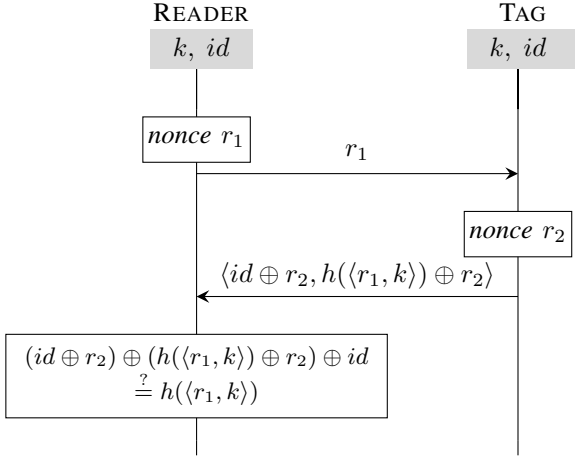 READER TAG
k, id k, id
nonce r₁
r₁
nonce r₂
⟨id ⊕ r₂, h(⟨r₁, k⟩) ⊕ r₂⟩
(id ⊕ r₂) ⊕ (h(⟨r₁, k⟩) ⊕ r₂) ⊕ id
≟ h(⟨r₁, k⟩)